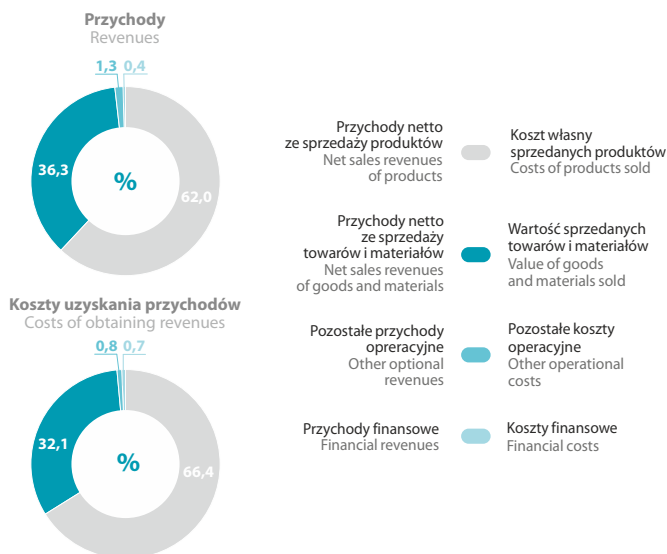 Przychody
Revenues
1,3 0,4
36,3
%
62,0
Koszty uzyskania przychodów
Costs of obtaining revenues
0,8 0,7
32,1
%
66,4
Przychody netto
ze sprzedaży produktów
Net sales revenues
of products
Koszt własny
sprzedanych produktów
Costs of products sold
Przychody netto
ze sprzedaży
towarów i materiałów
Net sales revenues
of goods and materials
Wartość sprzedanych
towarów i materiałów
Value of goods
and materials sold
Pozostałe przychody
opreracyjne
Other optional
revenues
Pozostałe koszty
operacyjne
Other operational
costs
Przychody finansowe
Financial revenues
Koszty finansowe
Financial costs